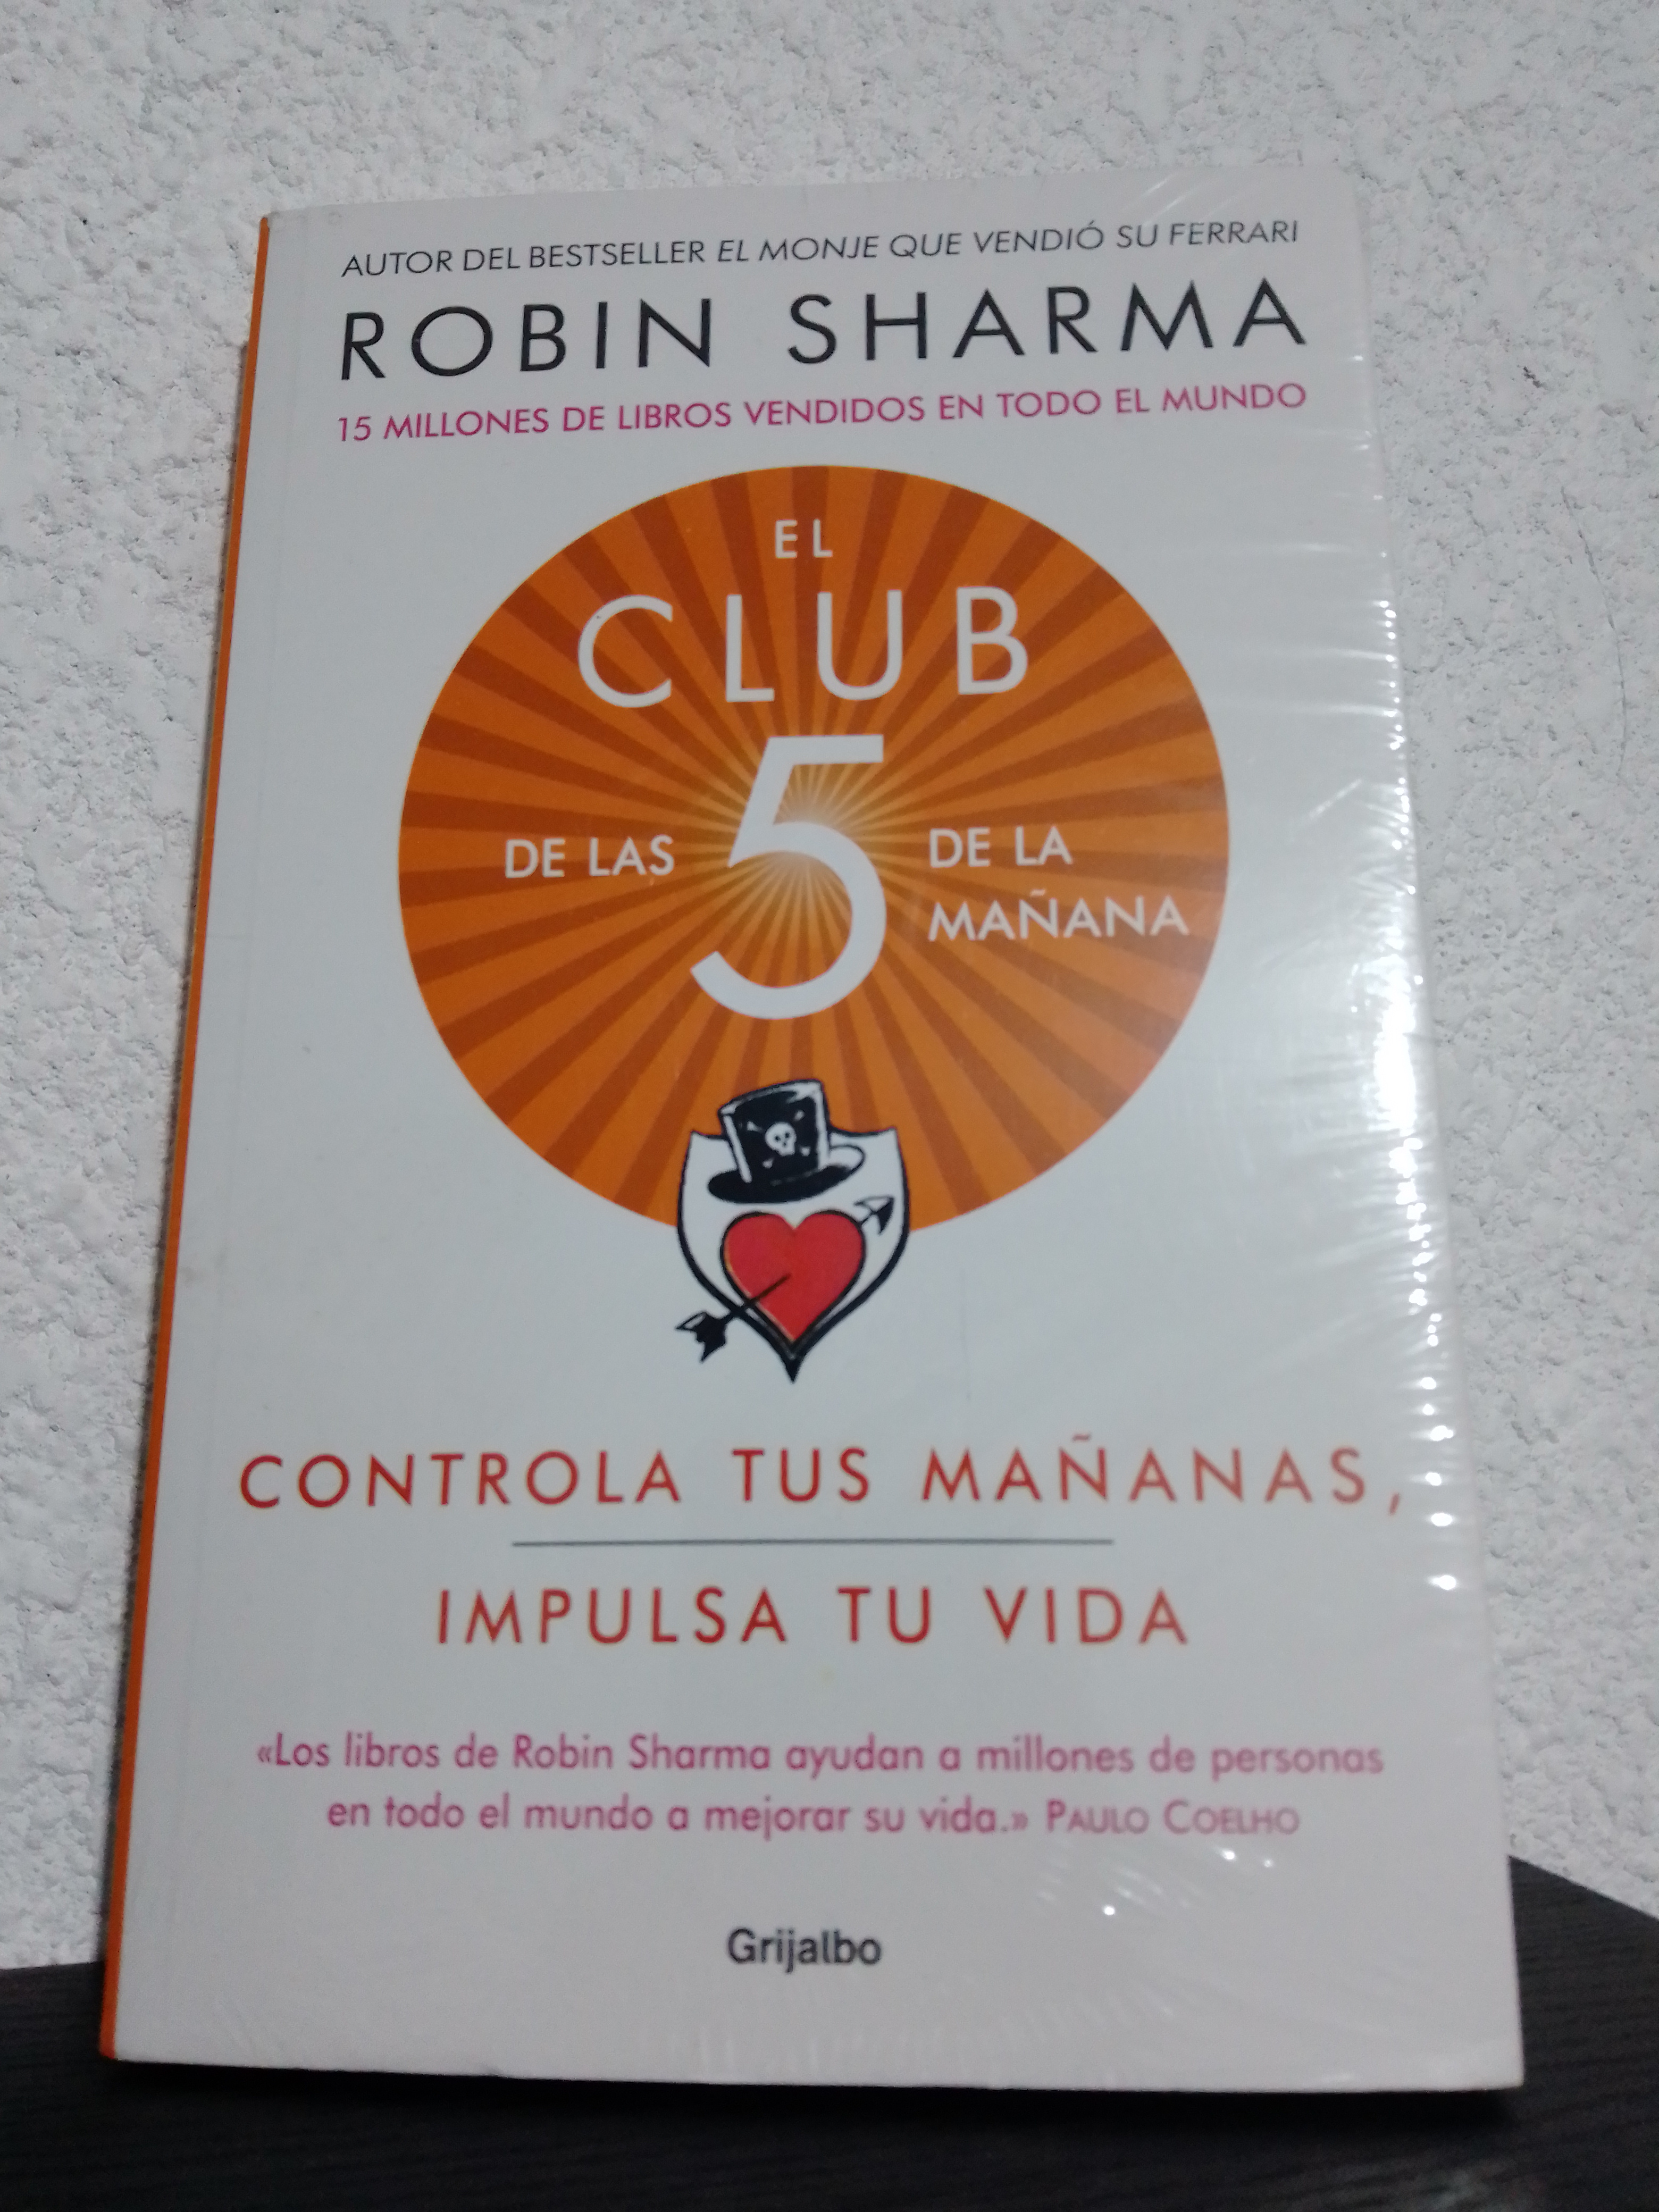 AUTOR DEL BESTSELLER EL MONJE QUE VENDIÓ SU FERRARI
ROBIN SHARMA
15 MILLONES DE LIBROS VENDIDOS EN TODO EL MUNDO
EL
CLUB
DE LAS 5 DE LA
MAÑANA
CONTROLA TUS MAÑANAS,
IMPULSA TU VIDA
«Los libros de Robin Sharma ayudan a millones de personas
en todo el mundo a mejorar su vida.» PAULO COELHO
Grijalbo